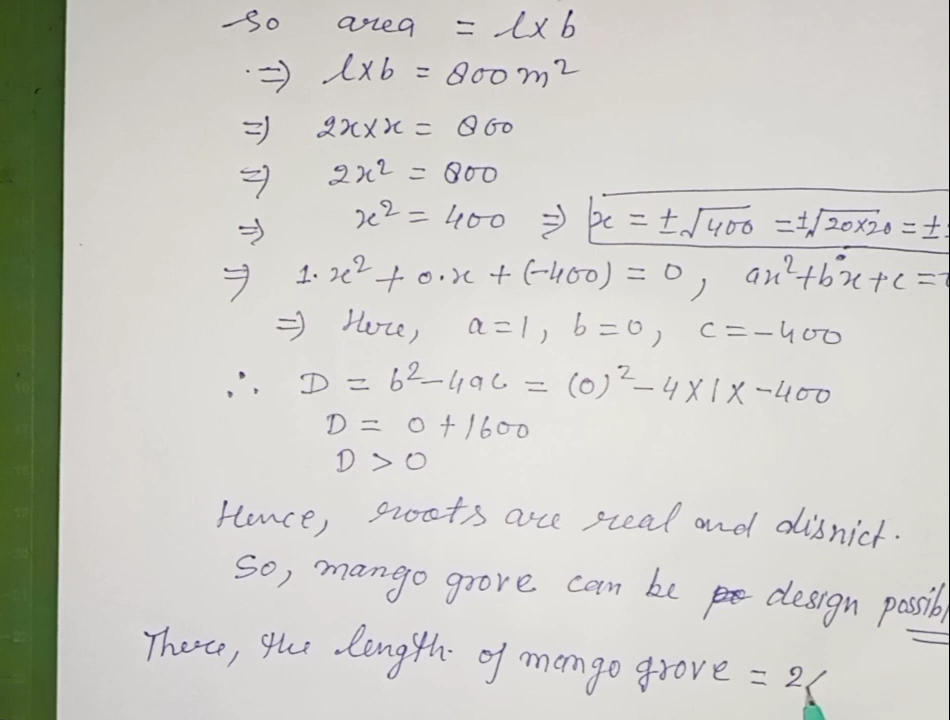 So area = l×b
⇒ l×b = 800 m²
⇒ 2x×x = 800
⇒ 2x² = 800
⇒ x² = 400 ⇒ x = ±√400 = ±√20×20 = ±
⇒ 1.x² + 0.x + (-400) = 0, ax²+bx+c =
⇒ Here, a=1, b=0, c=-400
∴ D = b²-4ac = (0)²-4×1×-400
D = 0+1600
D > 0
Hence, roots are real and disnict.
So, mango grove can be design possibl
There, the length of mango grove = 2